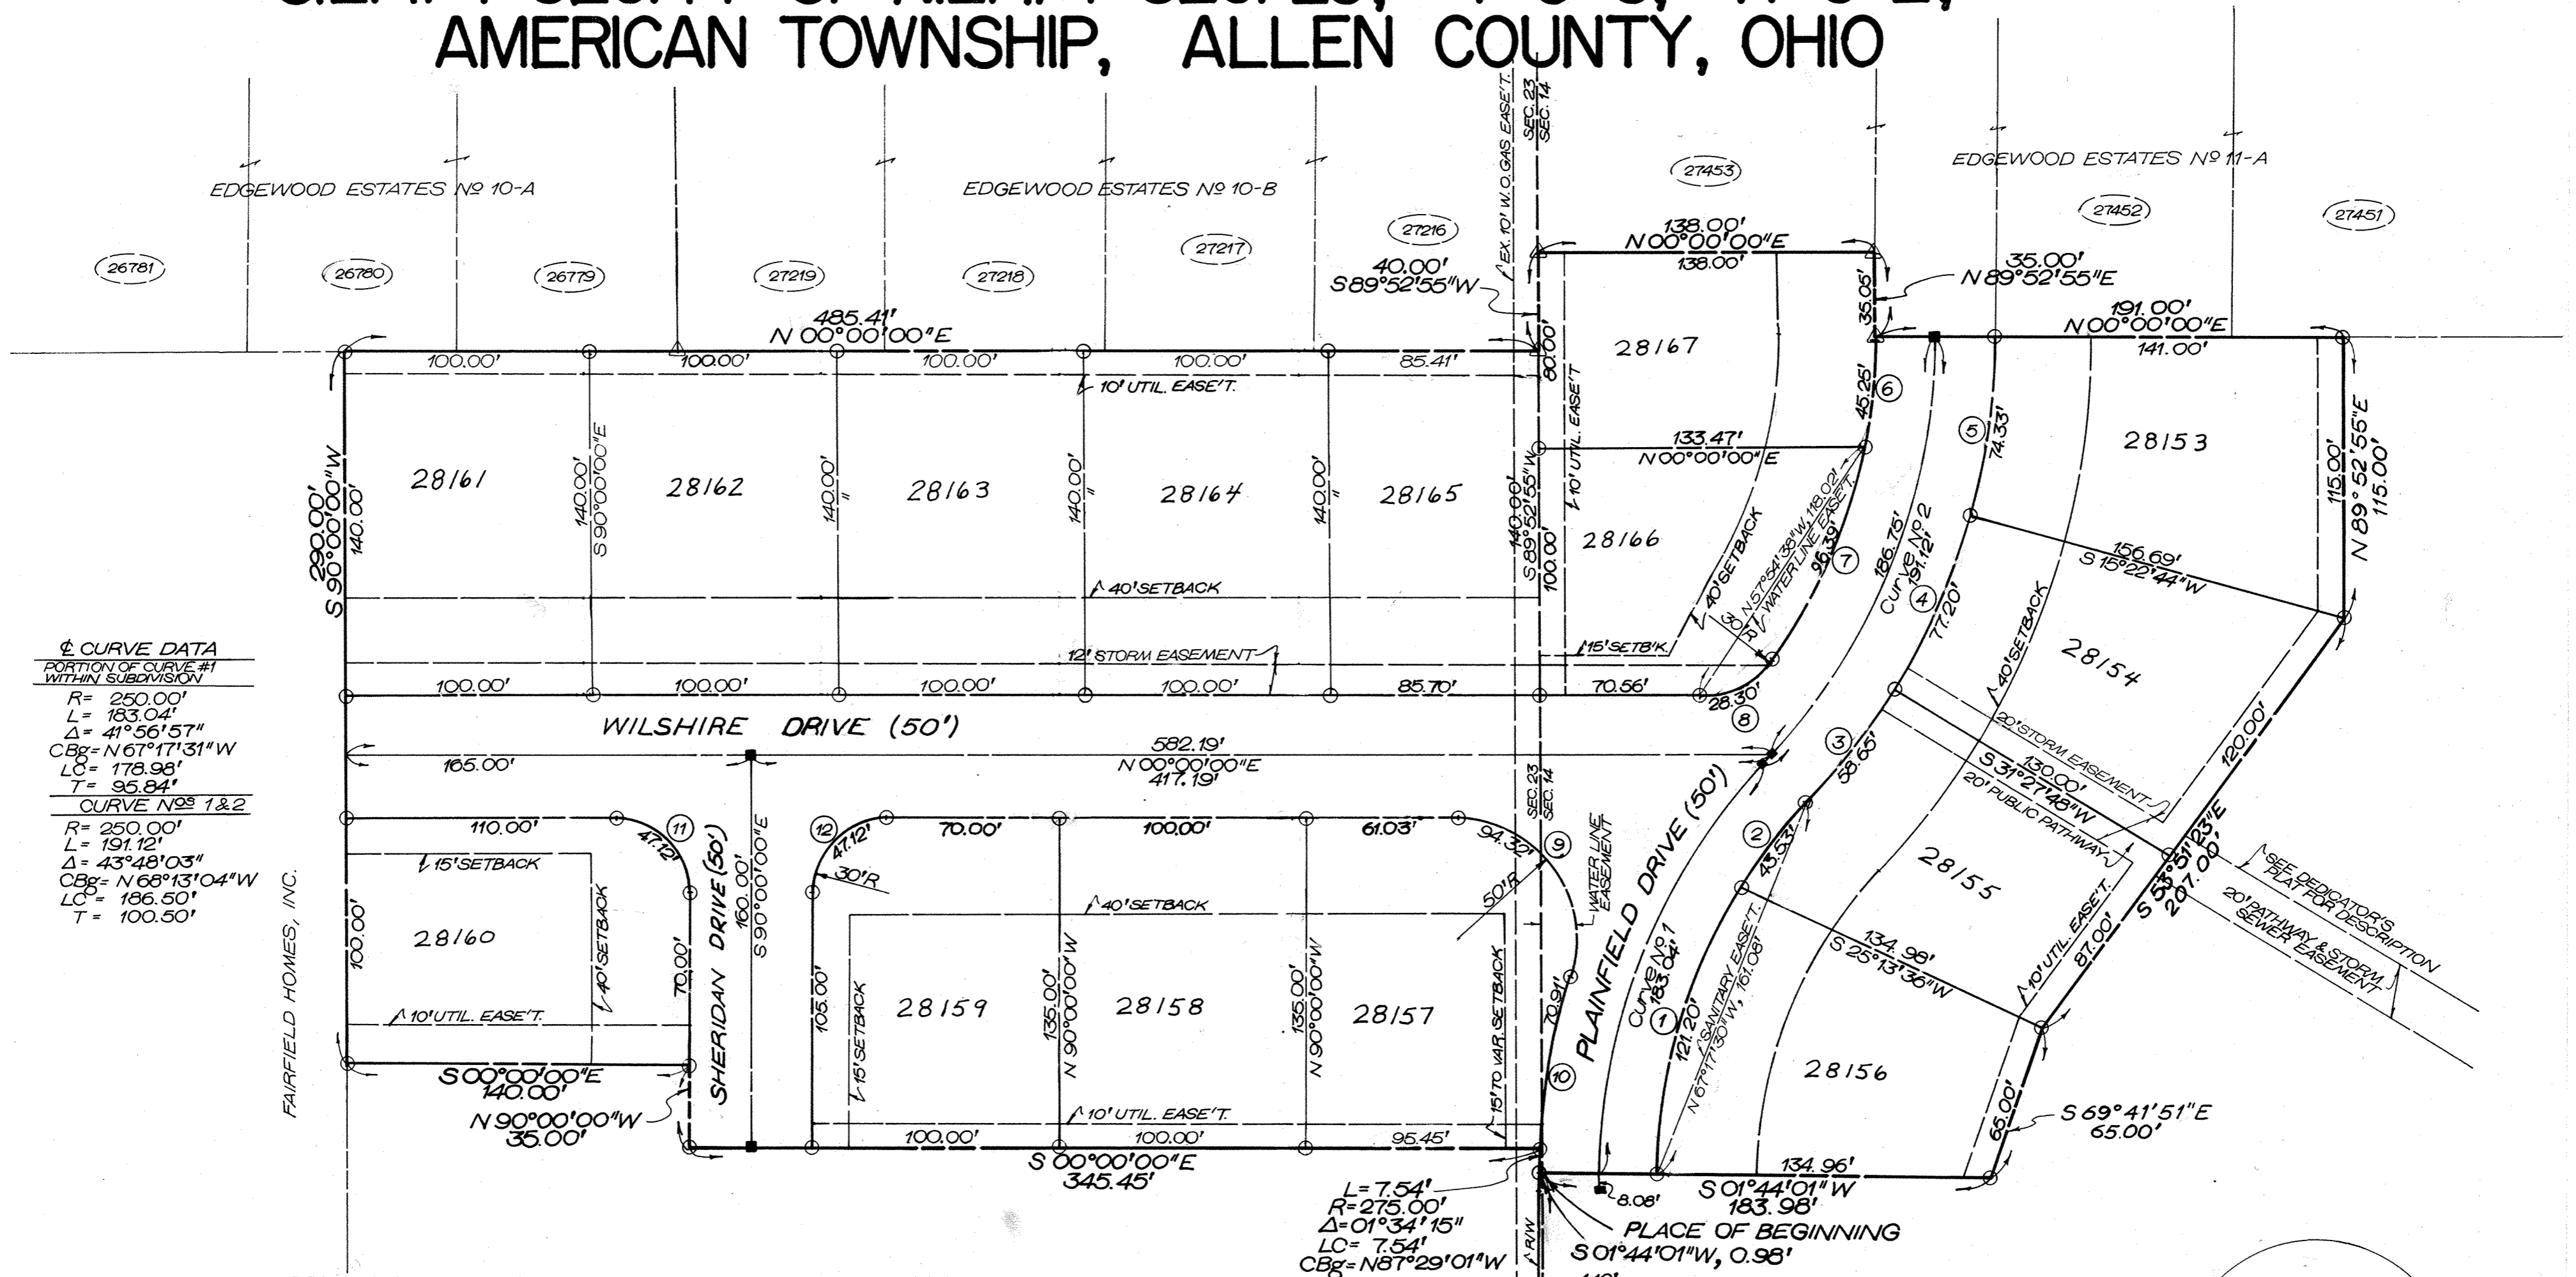 AMERICAN TOWNSHIP, ALLEN COUNTY, OHIO
EDGEWOOD ESTATES Nº 10-A
EDGEWOOD ESTATES Nº 10-B
EDGEWOOD ESTATES Nº 11-A
26781
26780
26779
27219
27218
27217
27216
27453
27452
27451
EX. 10' W.O. GAS EASE'T.
SEC. 23
SEC. 14
40.00'
S 89°52'55"W
138.00'
N 00°00'00"E
138.00'
35.05'
35.00'
N 89°52'55"E
191.00'
N 00°00'00"E
141.00'
485.41'
N 00°00'00"E
100.00'
100.00'
100.00'
100.00'
85.41'
10' UTIL. EASE'T.
80.00'
10' UTIL. EASE'T
28167
45.25'
6
5
74.33'
28153
115.00'
N 89°52'55"E
115.00'
290.00'
S 90°00'00"W
140.00'
28161
140.00'
S 90°00'00"E
28162
140.00'
"
28163
140.00'
"
28164
140.00'
"
28165
140.00'
S 89°52'55"W
100.00'
133.47'
N 00°00'00"E
28166
40' SETBACK
N 57°54'38"W, 118.02'
WATER LINE EASE'T.
30' R
96.39'
7
186.75'
Curve Nº 2
191.12'
4
77.20'
156.69'
S 15°22'44"W
40' SETBACK
28154
120.00'
40' SETBACK
12' STORM EASEMENT
15' SETB'K.
100.00'
100.00'
100.00'
100.00'
85.70'
70.56'
28.30'
8
WILSHIRE DRIVE (50')
165.00'
582.19'
N 00°00'00"E
417.19'
3
58.65'
20' STORM EASEMENT
130.00'
S 31°27'48"W
20' PUBLIC PATHWAY
S 53°51'23"E
207.00'
℄ CURVE DATA
PORTION OF CURVE #1
WITHIN SUBDIVISION
R= 250.00'
L= 183.04'
Δ= 41°56'57"
CBg= N 67°17'31"W
LC= 178.98'
T= 95.84'
CURVE NOS 1 & 2
R= 250.00'
L= 191.12'
Δ= 43°48'03"
CBg= N 68°13'04"W
LC= 186.50'
T= 100.50'
FAIRFIELD HOMES, INC.
110.00'
11
47.12'
15' SETBACK
100.00'
28160
40' SETBACK
70.00'
10' UTIL. EASE'T.
S 00°00'00"E
140.00'
N 90°00'00"W
35.00'
SHERIDAN DRIVE (50')
160.00'
S 90°00'00"E
12
47.12'
30' R
70.00'
100.00'
61.03'
94.32'
9
SEC. 23
SEC. 14
50' R
WATER LINE
EASEMENT
40' SETBACK
105.00'
15' SETBACK
28159
135.00'
N 90°00'00"W
28158
135.00'
N 90°00'00"W
28157
15' TO VAR. SETBACK
70.91'
10
10' UTIL. EASE'T.
100.00'
100.00'
95.45'
S 00°00'00"E
345.45'
PLAINFIELD DRIVE (50')
Curve Nº 1
183.04'
1
121.20'
SANITARY EASE'T.
N 67°17'30"W, 161.08'
2
43.53'
28155
134.98'
S 25°13'36"W
10' UTIL. EASE'T.
87.00'
SEE DEDICATOR'S
PLAT FOR DESCRIPTION
20' PATHWAY & STORM
SEWER EASEMENT
28156
65.00'
S 69°41'51"E
65.00'
134.96'
S 01°44'01"W
183.98'
8.08'
L= 7.54'
R= 275.00'
Δ= 01°34'15"
LC= 7.54'
CBg= N 87°29'01"W
R/W
PLACE OF BEGINNING
S 01°44'01"W, 0.98'